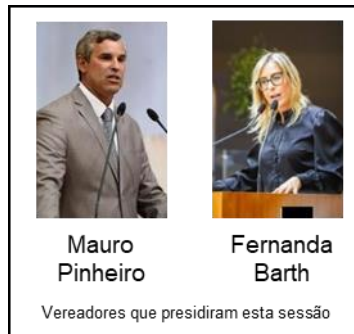 Mauro Pinheiro
Fernanda Barth
Vereadores que presidiram esta sessão